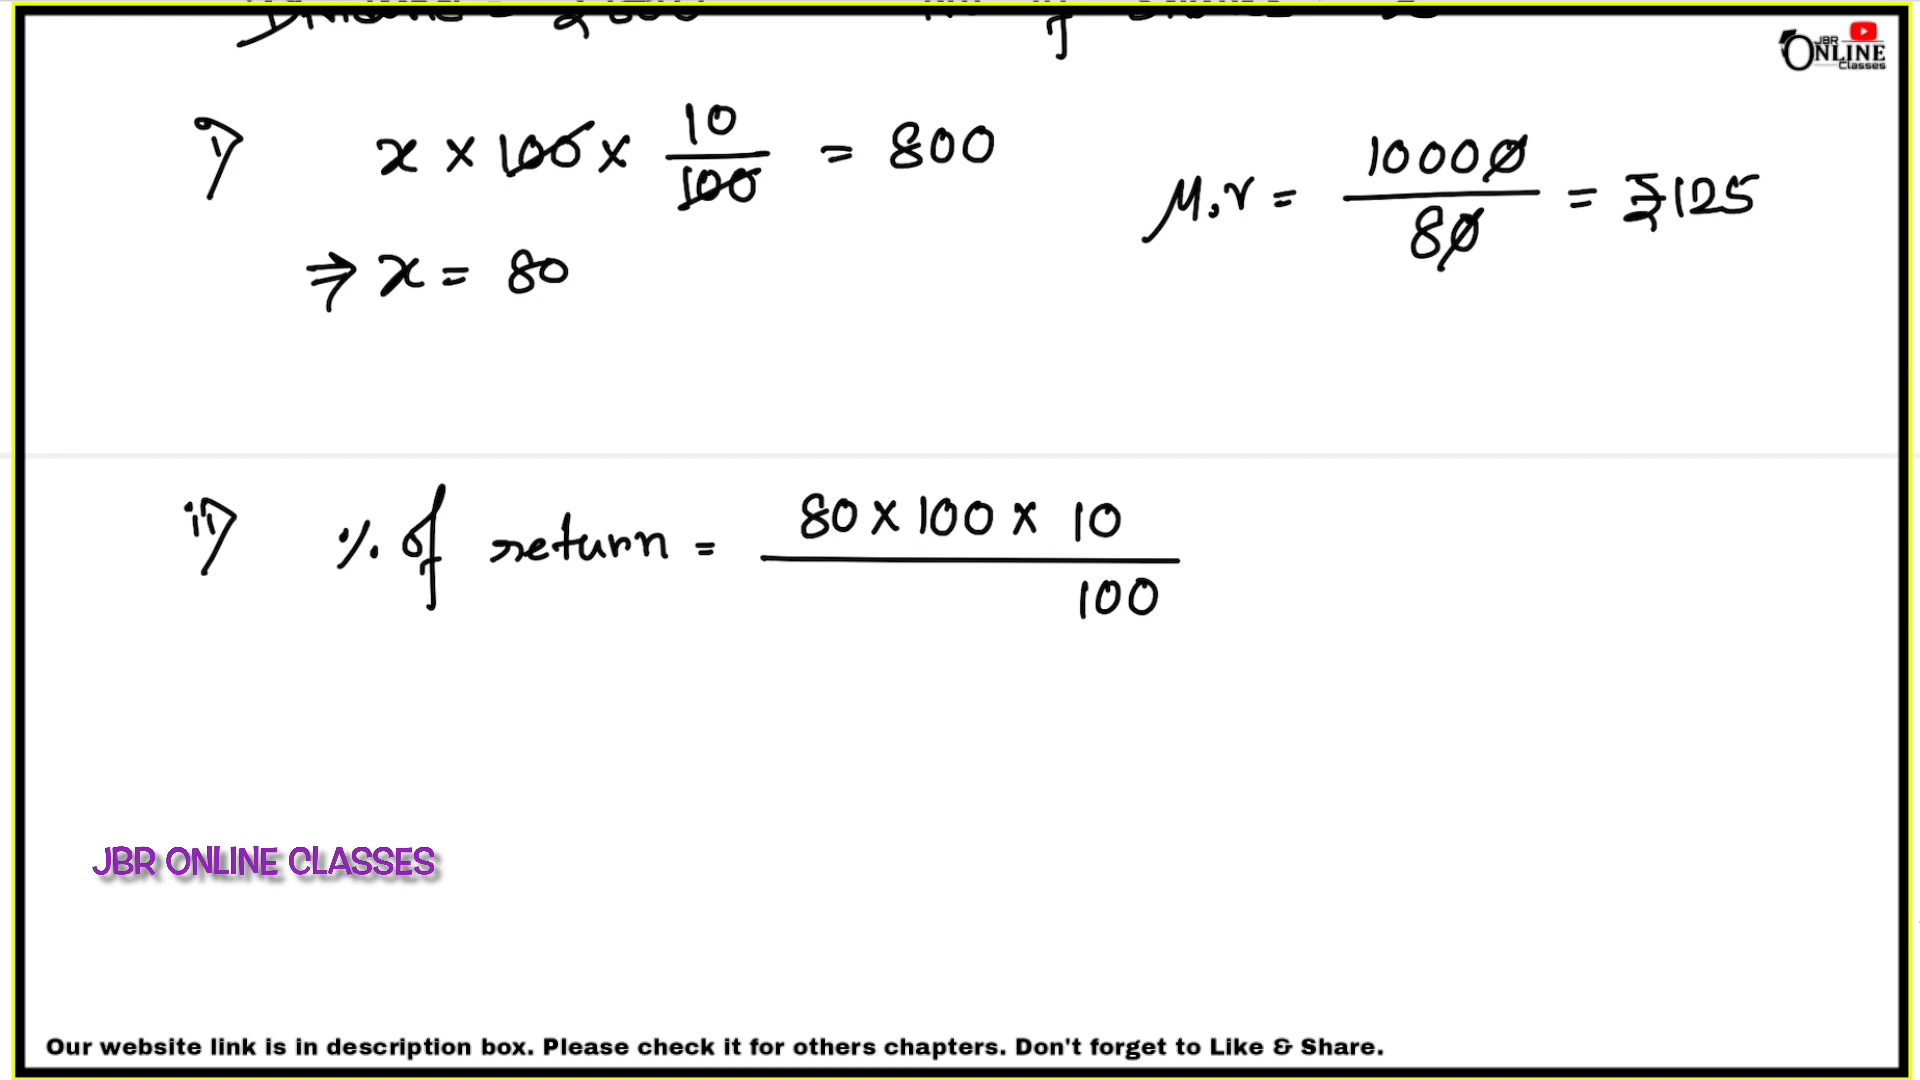 JBR
ONLINE
Classes
i) x × 100 × 10/100 = 800
M.v = 10000/80 = ₹125
⇒ x = 80
ii) % of return = 80 × 100 × 10 / 100
JBR ONLINE CLASSES
Our website link is in description box. Please check it for others chapters. Don't forget to Like & Share.